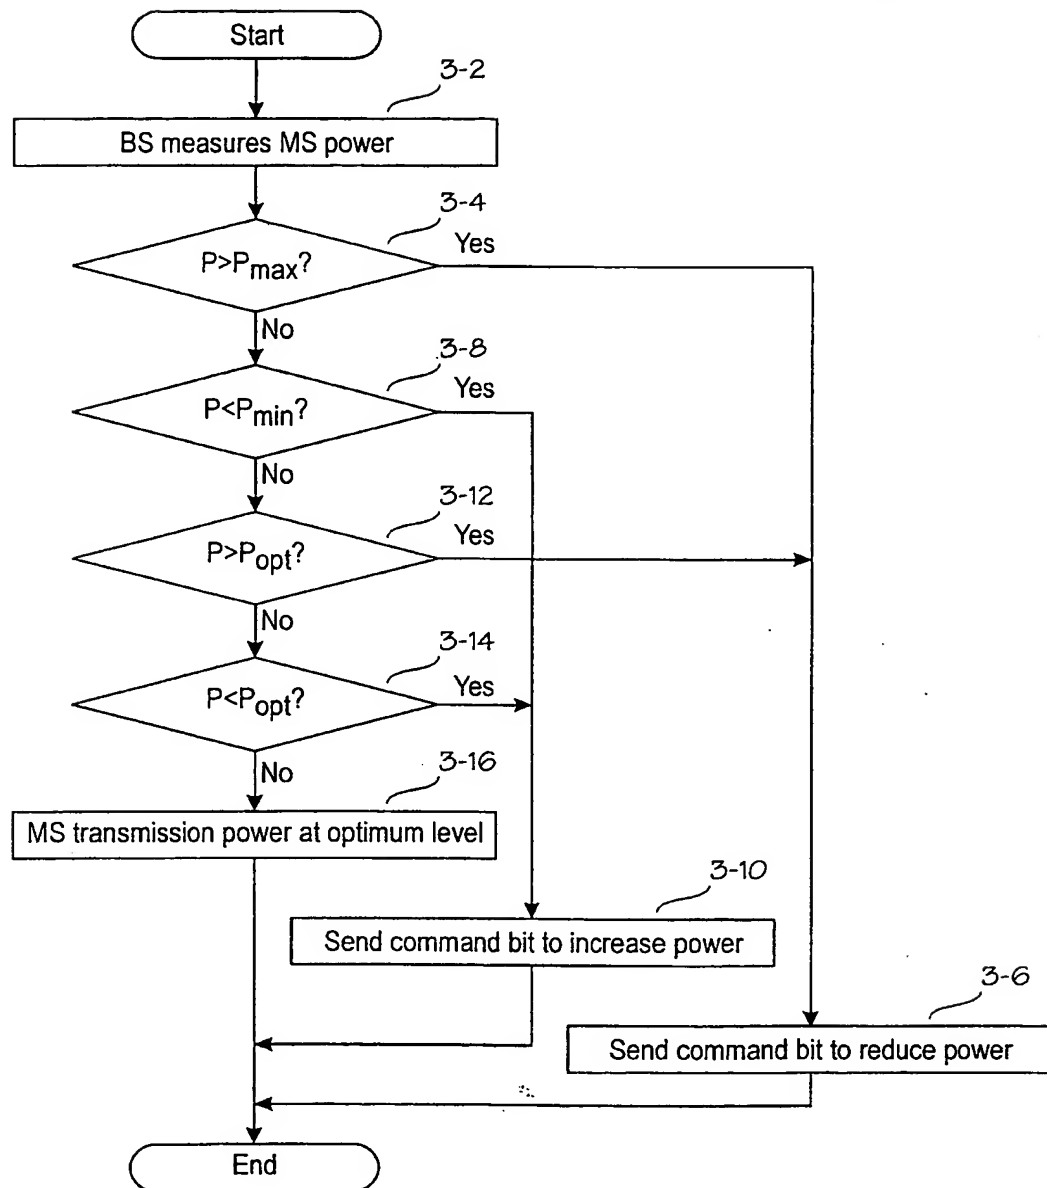 Start
3-2
BS measures MS power
3-4
P>Pmax?
Yes
No
3-8
P<Pmin?
Yes
No
3-12
P>Popt?
Yes
No
3-14
P<Popt?
Yes
No
3-16
MS transmission power at optimum level
3-10
Send command bit to increase power
3-6
Send command bit to reduce power
End